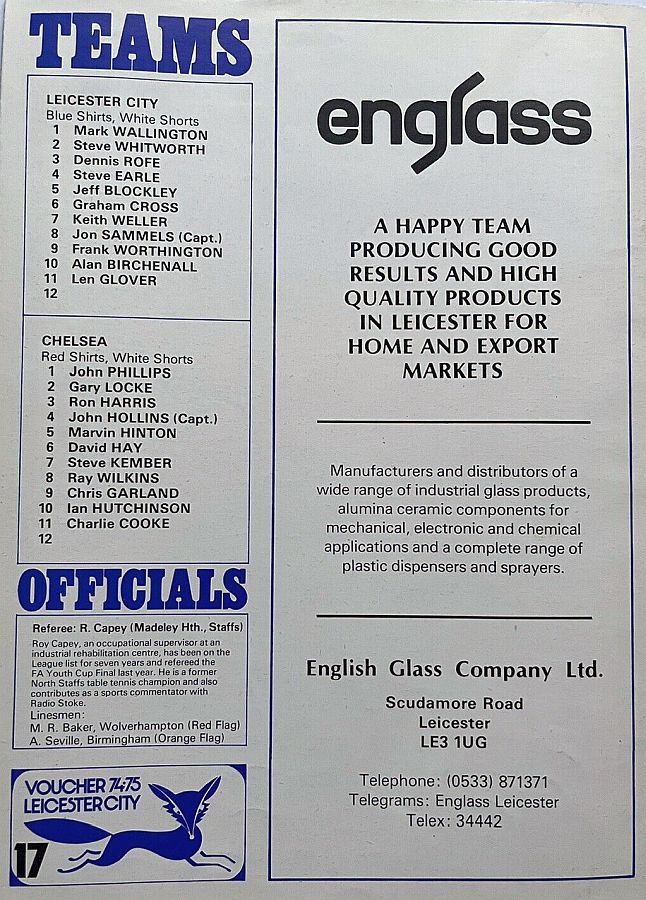 TEAMS
LEICESTER CITY
Blue Shirts, White Shorts
1 Mark WALLINGTON
2 Steve WHITWORTH
3 Dennis ROFE
4 Steve EARLE
5 Jeff BLOCKLEY
6 Graham CROSS
7 Keith WELLER
8 Jon SAMMELS (Capt.)
9 Frank WORTHINGTON
10 Alan BIRCHENALL
11 Len GLOVER
12
CHELSEA
Red Shirts, White Shorts
1 John PHILLIPS
2 Gary LOCKE
3 Ron HARRIS
4 John HOLLINS (Capt.)
5 Marvin HINTON
6 David HAY
7 Steve KEMBER
8 Ray WILKINS
9 Chris GARLAND
10 Ian HUTCHINSON
11 Charlie COOKE
12
OFFICIALS
Referee: R. Capey (Madeley Hth., Staffs)
Roy Capey, an occupational supervisor at an
industrial rehabilitation centre, has been on the
League list for seven years and refereed the
FA Youth Cup Final last year. He is a former
North Staffs table tennis champion and also
contributes as a sports commentator with
Radio Stoke.
Linesmen:
M. R. Baker, Wolverhampton (Red Flag)
A. Seville, Birmingham (Orange Flag)
VOUCHER 74-75
LEICESTER CITY
17
englass
A HAPPY TEAM
PRODUCING GOOD
RESULTS AND HIGH
QUALITY PRODUCTS
IN LEICESTER FOR
HOME AND EXPORT
MARKETS
Manufacturers and distributors of a
wide range of industrial glass products,
alumina ceramic components for
mechanical, electronic and chemical
applications and a complete range of
plastic dispensers and sprayers.
English Glass Company Ltd.
Scudamore Road
Leicester
LE3 1UG
Telephone: (0533) 871371
Telegrams: Englass Leicester
Telex: 34442